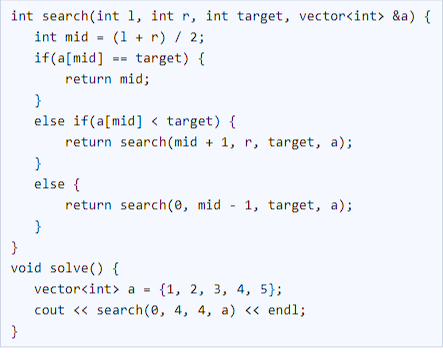 int search(int l, int r, int target, vector<int> &a) {
    int mid = (l + r) / 2;
    if(a[mid] == target) {
        return mid;
    }
    else if(a[mid] < target) {
        return search(mid + 1, r, target, a);
    }
    else {
        return search(0, mid - 1, target, a);
    }
}
void solve() {
    vector<int> a = {1, 2, 3, 4, 5};
    cout << search(0, 4, 4, a) << endl;
}